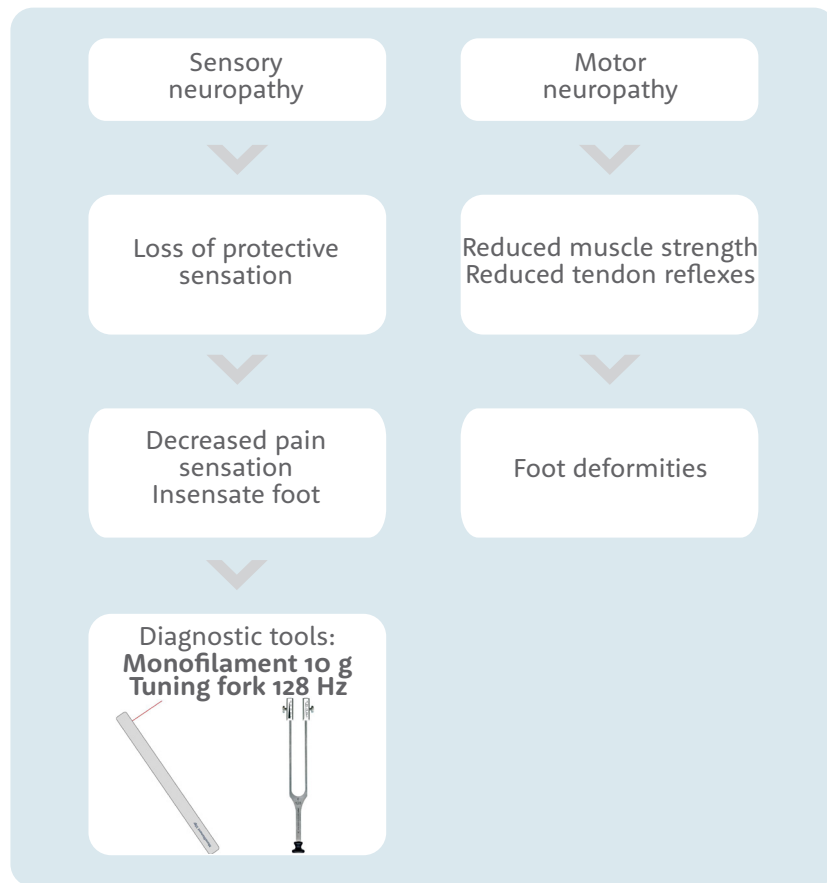 Sensory
neuropathy
Loss of protective
sensation
Decreased pain
sensation
Insensate foot
Diagnostic tools:
Monofilament 10 g
Tuning fork 128 Hz
Motor
neuropathy
Reduced muscle strength
Reduced tendon reflexes
Foot deformities